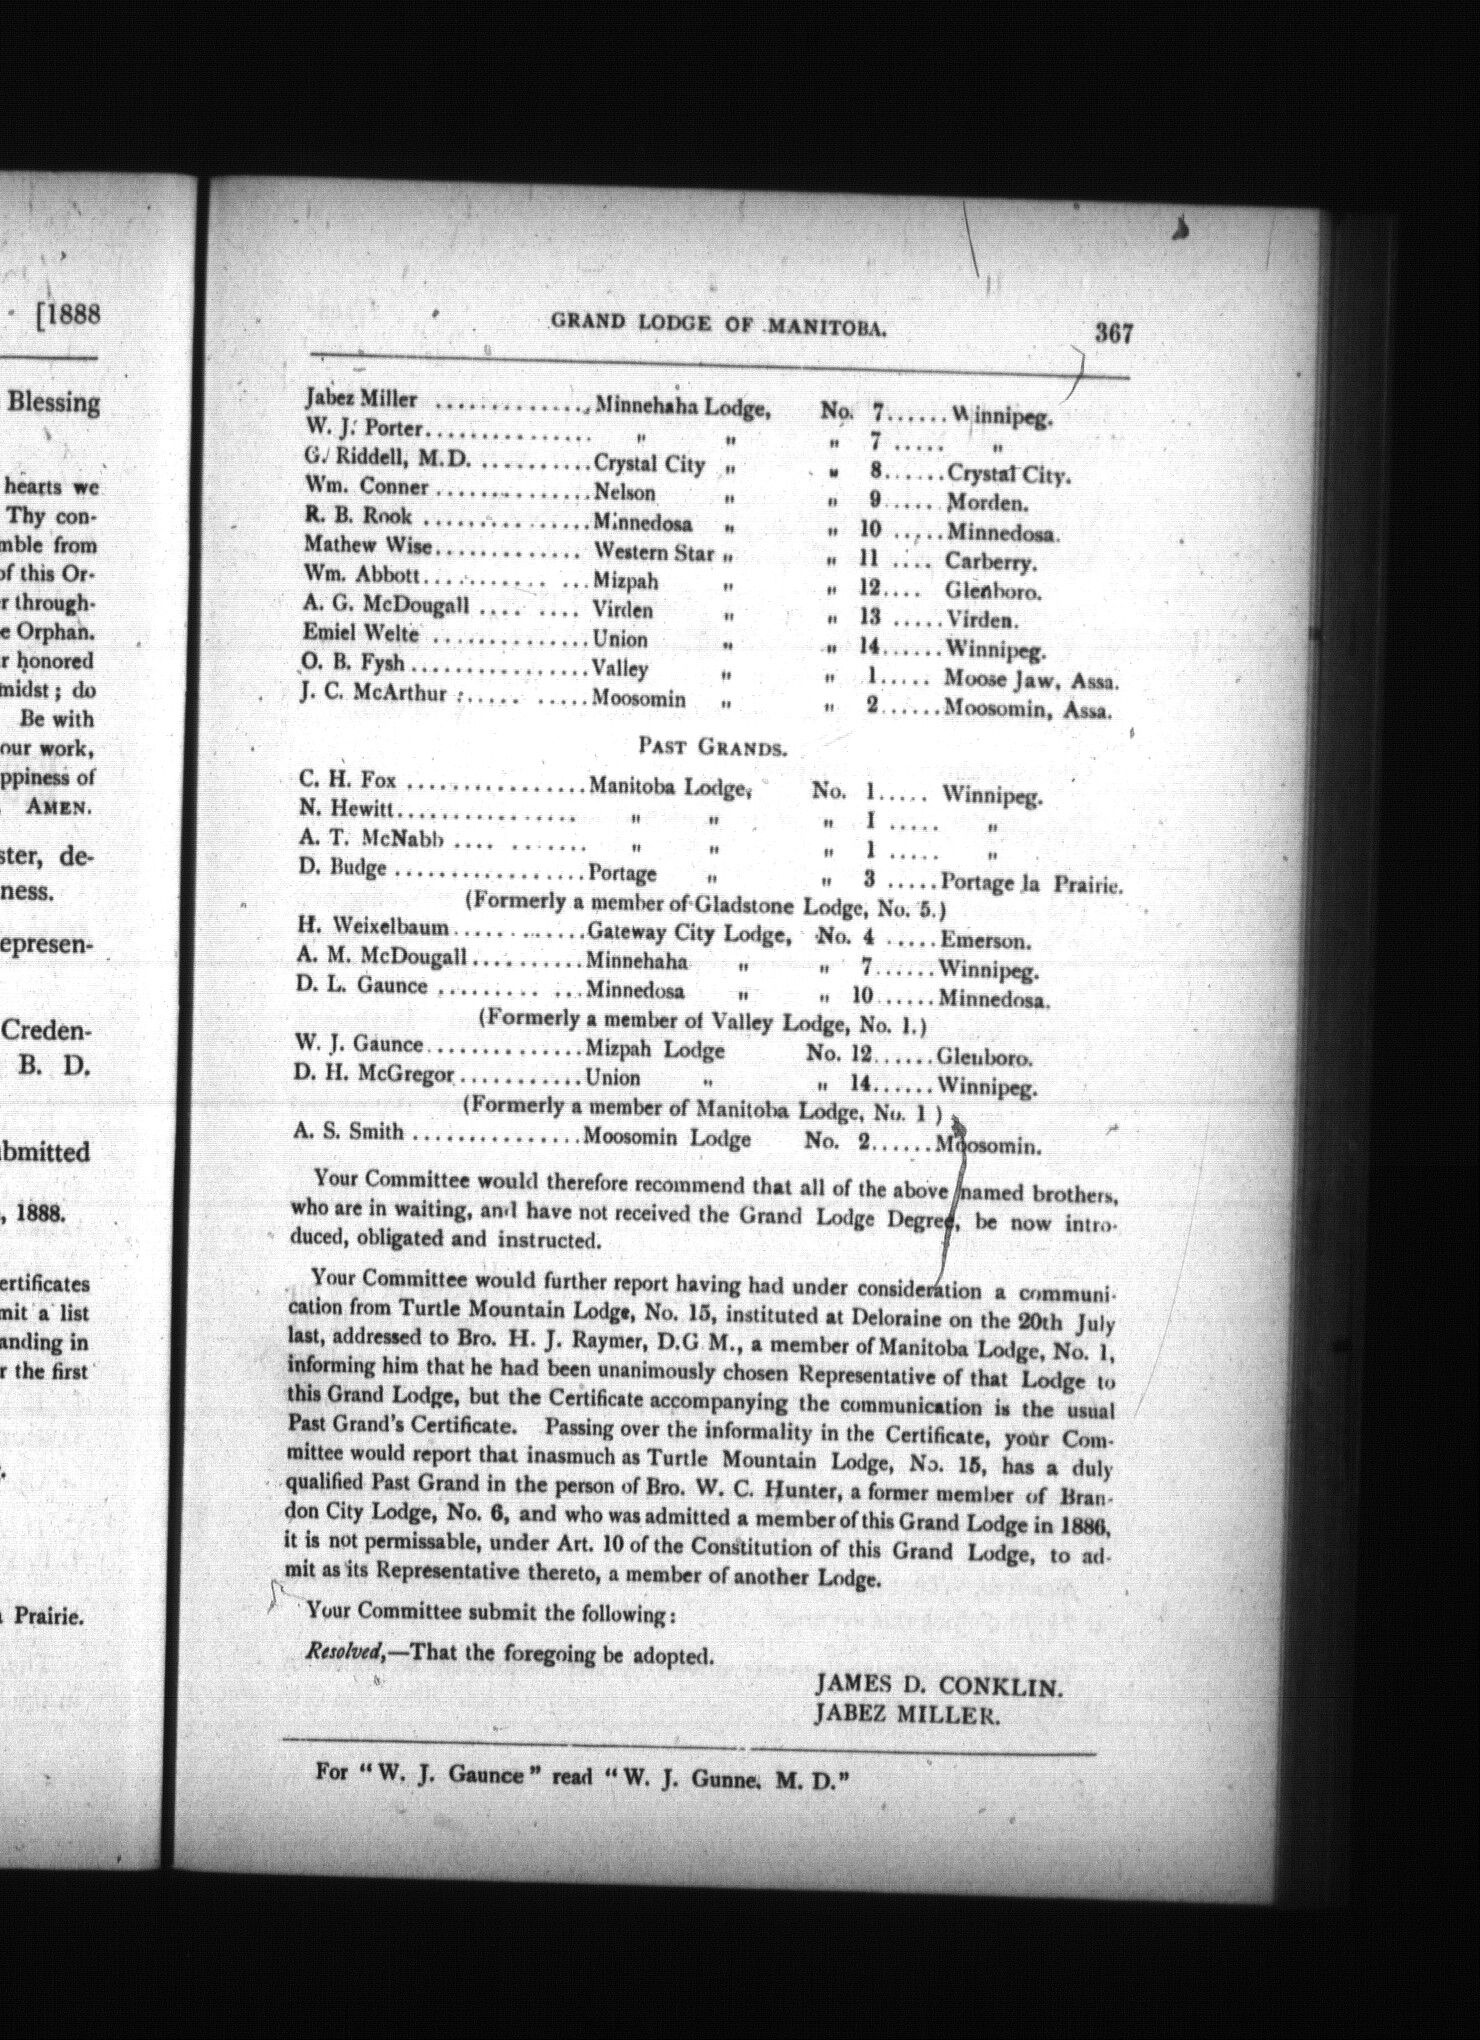 [1888
Blessing
hearts we
Thy con-
mble from
of this Or-
r through-
e Orphan.
r honored
midst; do
Be with
our work,
ppiness of
AMEN.
ster, de-
ness.
epresen-
Creden-
B. D.
bmitted
, 1888.
ertificates
mit a list
anding in
r the first
Prairie.
GRAND LODGE OF MANITOBA. 367
Jabez Miller .............. Minnehaha Lodge, No. 7...... Winnipeg.
W. J. Porter............... " " " 7 ..... "
G. Riddell, M.D. .......... Crystal City " " 8...... Crystal City.
Wm. Conner .............. Nelson " " 9 ..... Morden.
R. B. Rook ............... Minnedosa " " 10 ..... Minnedosa.
Mathew Wise............. Western Star " " 11 .... Carberry.
Wm. Abbott........... ... Mizpah " " 12.... Glenboro.
A. G. McDougall .... .... Virden " " 13 ..... Virden.
Emiel Welte .............. Union " " 14...... Winnipeg.
O. B. Fysh ................ Valley " " 1..... Moose Jaw, Assa.
J. C. McArthur ...... ..... Moosomin " " 2...... Moosomin, Assa.
PAST GRANDS.
C. H. Fox ................ Manitoba Lodge, No. 1..... Winnipeg.
N. Hewitt................ " " " 1 ..... "
A. T. McNabb .... ....... " " " 1 ..... "
D. Budge ................. Portage " " 3 ..... Portage la Prairie.
(Formerly a member of Gladstone Lodge, No. 5.)
H. Weixelbaum ............ Gateway City Lodge, No. 4 ..... Emerson.
A. M. McDougall .......... Minnehaha " " 7...... Winnipeg.
D. L. Gaunce ......... ... Minnedosa " " 10...... Minnedosa.
(Formerly a member of Valley Lodge, No. 1.)
W. J. Gaunce .............. Mizpah Lodge No. 12...... Glenboro.
D. H. McGregor ........... Union " " 14...... Winnipeg.
(Formerly a member of Manitoba Lodge, No. 1 )
A. S. Smith ............... Moosomin Lodge No. 2...... Moosomin.
Your Committee would therefore recommend that all of the above named brothers,
who are in waiting, and have not received the Grand Lodge Degree, be now intro-
duced, obligated and instructed.
Your Committee would further report having had under consideration a communi-
cation from Turtle Mountain Lodge, No. 15, instituted at Deloraine on the 20th July
last, addressed to Bro. H. J. Raymer, D.G M., a member of Manitoba Lodge, No. 1,
informing him that he had been unanimously chosen Representative of that Lodge to
this Grand Lodge, but the Certificate accompanying the communication is the usual
Past Grand's Certificate. Passing over the informality in the Certificate, your Com-
mittee would report that inasmuch as Turtle Mountain Lodge, No. 15, has a duly
qualified Past Grand in the person of Bro. W. C. Hunter, a former member of Bran-
don City Lodge, No. 6, and who was admitted a member of this Grand Lodge in 1886,
it is not permissable, under Art. 10 of the Constitution of this Grand Lodge, to ad-
mit as its Representative thereto, a member of another Lodge.
Your Committee submit the following:
Resolved,—That the foregoing be adopted.
JAMES D. CONKLIN.
JABEZ MILLER.
For "W. J. Gaunce" read "W. J. Gunne, M. D."